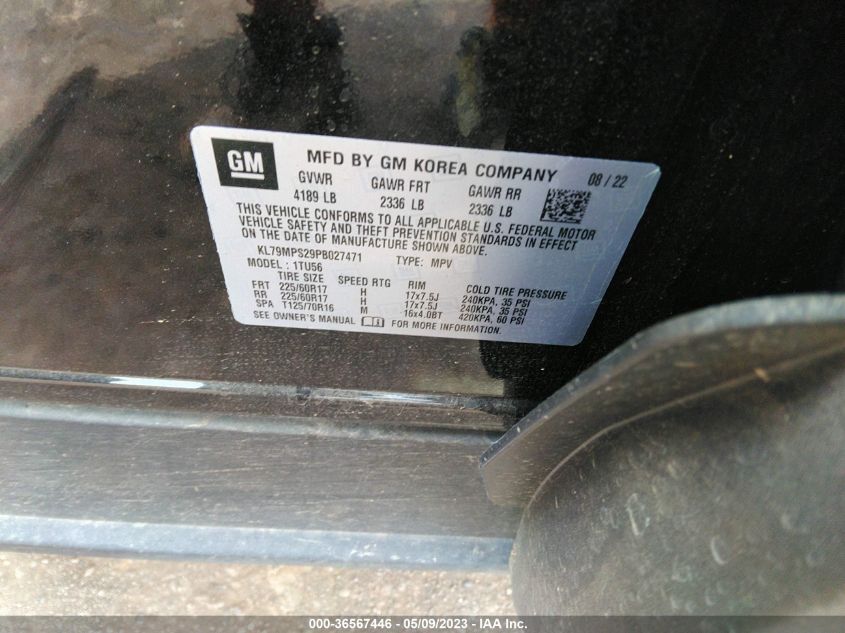 GM MFD BY GM KOREA COMPANY 08 / 22
GVWR GAWR FRT GAWR RR
4189 LB 2336 LB 2336 LB
THIS VEHICLE CONFORMS TO ALL APPLICABLE U.S. FEDERAL MOTOR
VEHICLE SAFETY AND THEFT PREVENTION STANDARDS IN EFFECT
ON THE DATE OF MANUFACTURE SHOWN ABOVE.
KL79MPS29PB027471 TYPE: MPV
MODEL: 1TU56
TIRE SIZE SPEED RTG RIM COLD TIRE PRESSURE
FRT 225/60R17 H 17x7.5J 240KPA, 35 PSI
RR 225/60R17 H 17x7.5J 240KPA, 35 PSI
SPA T125/70R16 M 16x4.0BT 420KPA, 60 PSI
SEE OWNER'S MANUAL FOR MORE INFORMATION.
000-36567446 - 05/09/2023 - IAA Inc.